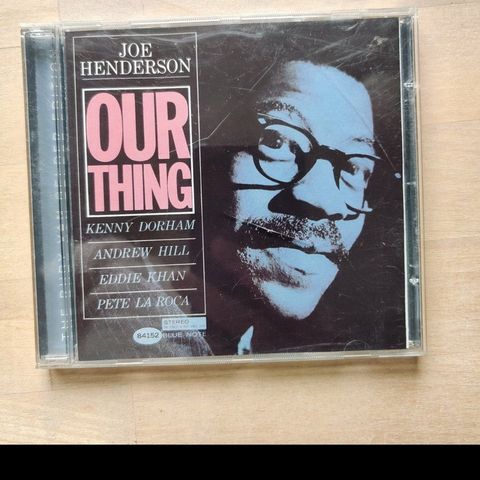 JOE
HENDERSON
OUR
THING
KENNY DORHAM
ANDREW HILL
EDDIE KHAN
PETE LA ROCA
STEREO
84152 BLUE NOTE